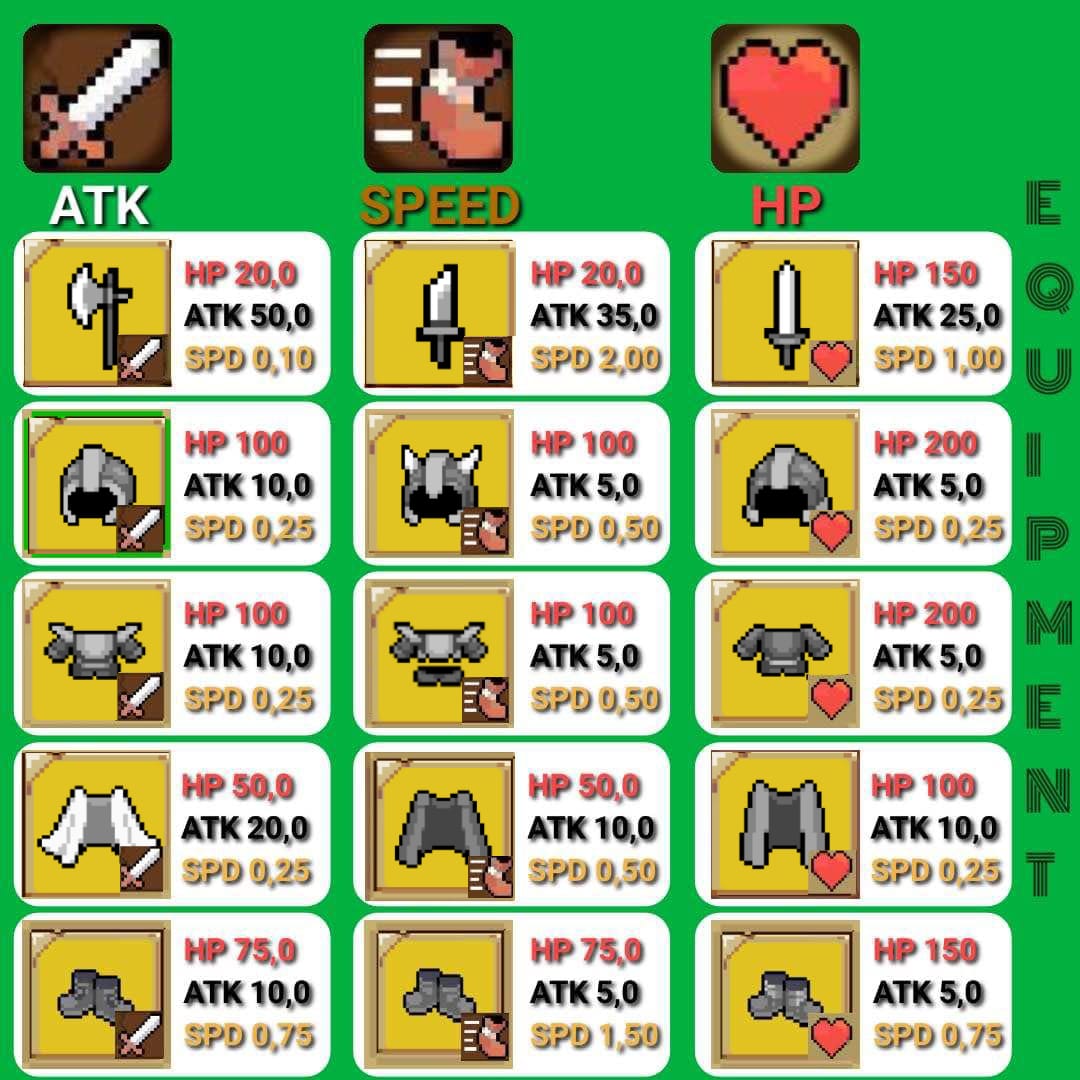 ATK
SPEED
HP
HP 20,0
ATK 50,0
SPD 0,10
HP 20,0
ATK 35,0
SPD 2,00
HP 150
ATK 25,0
SPD 1,00
HP 100
ATK 10,0
SPD 0,25
HP 100
ATK 5,0
SPD 0,50
HP 200
ATK 5,0
SPD 0,25
HP 100
ATK 10,0
SPD 0,25
HP 100
ATK 5,0
SPD 0,50
HP 200
ATK 5,0
SPD 0,25
HP 50,0
ATK 20,0
SPD 0,25
HP 50,0
ATK 10,0
SPD 0,50
HP 100
ATK 10,0
SPD 0,25
HP 75,0
ATK 10,0
SPD 0,75
HP 75,0
ATK 5,0
SPD 1,50
HP 150
ATK 5,0
SPD 0,75
EQUIPMENT